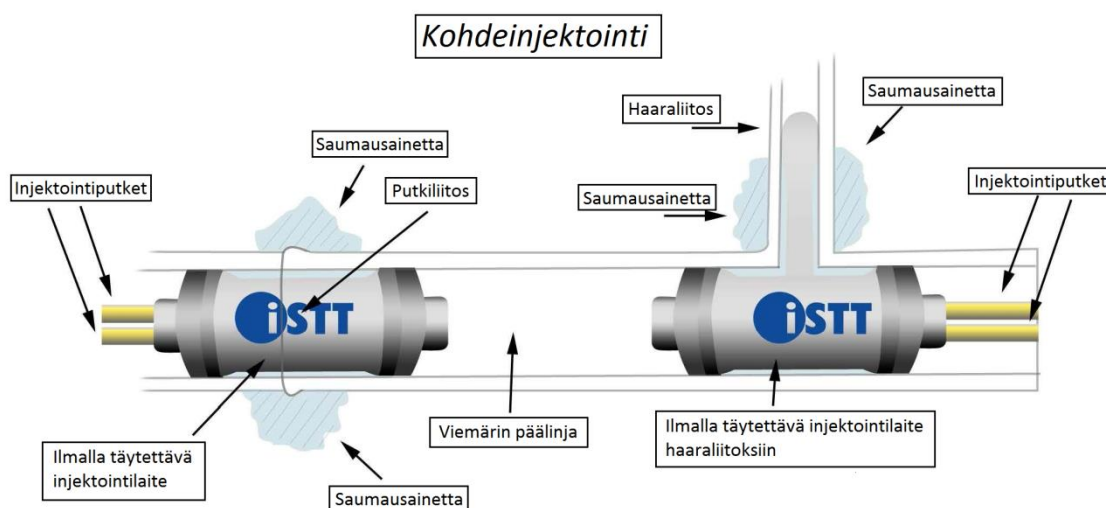 Kohdeinjektointi
Saumausainetta
Haaraliitos
Saumausainetta
Injektointiputket
Putkiliitos
Saumausainetta
Injektointiputket
iSTT
iSTT
Ilmalla täytettävä
injektointilaite
Saumausainetta
Viemärin päälinja
Ilmalla täytettävä injektointilaite
haaraliitoksiin